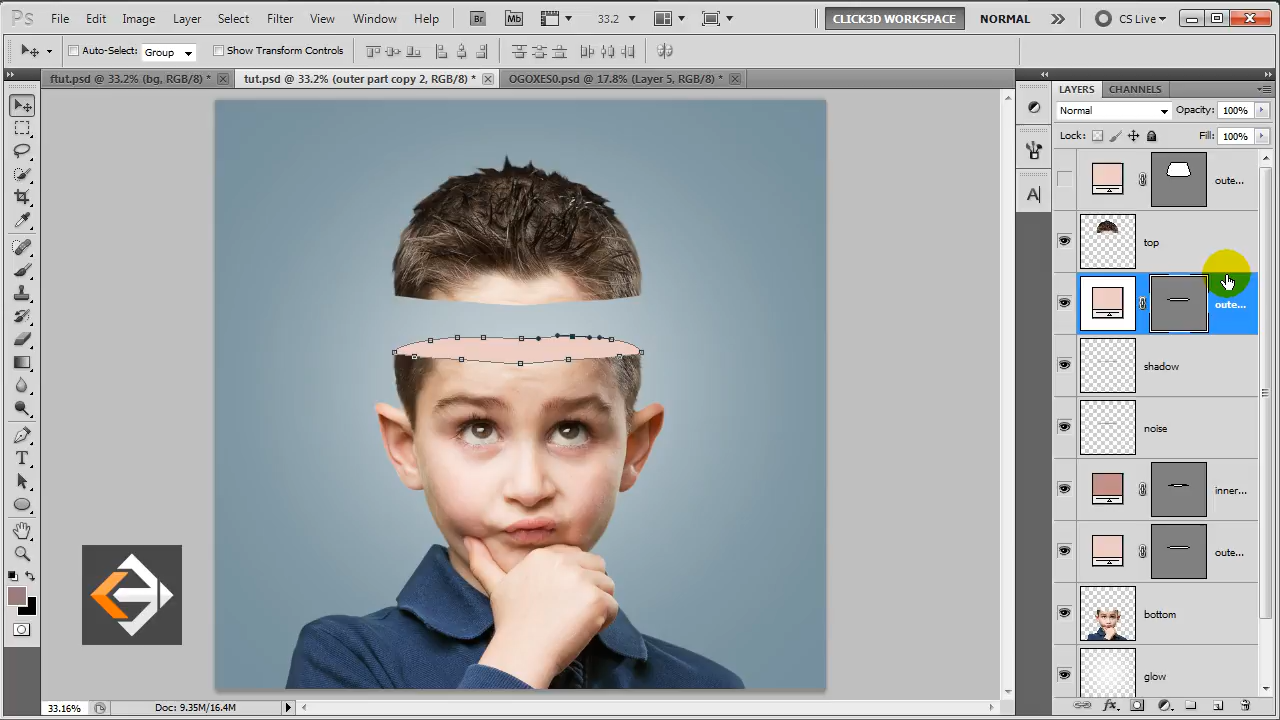 Ps File Edit Image Layer Select Filter View Window Help Br Mb 33.2 CLICK3D WORKSPACE NORMAL CS Live
Auto-Select: Group Show Transform Controls
ftut.psd @ 33.2% (bg, RGB/8) * tut.psd @ 33.2% (outer part copy 2, RGB/8) * OGOXES0.psd @ 17.8% (Layer 5, RGB/8) *
LAYERS CHANNELS
Normal Opacity: 100%
Lock: Fill: 100%
A
oute...
top
oute...
shadow
noise
inner...
oute...
bottom
glow
T
33.16% Doc: 9.35M/16.4M
fx